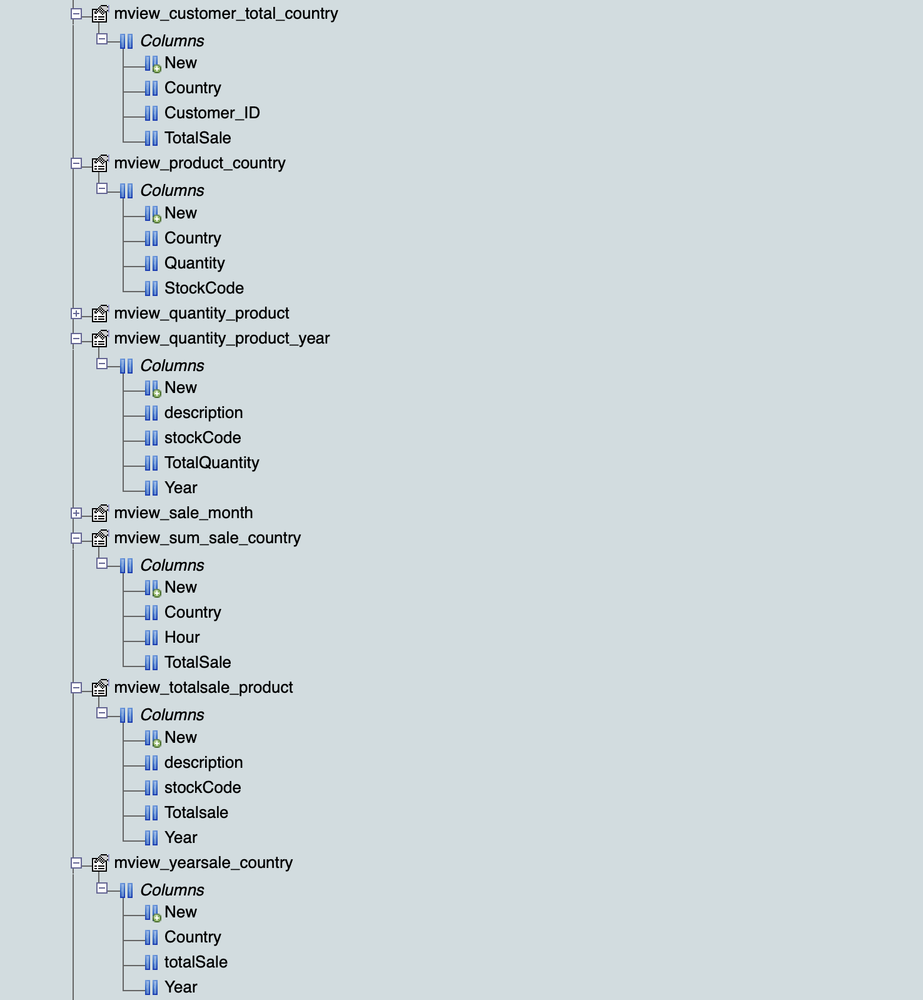 mview_customer_total_country
Columns
New
Country
Customer_ID
TotalSale
mview_product_country
Columns
New
Country
Quantity
StockCode
mview_quantity_product
mview_quantity_product_year
Columns
New
description
stockCode
TotalQuantity
Year
mview_sale_month
mview_sum_sale_country
Columns
New
Country
Hour
TotalSale
mview_totalsale_product
Columns
New
description
stockCode
Totalsale
Year
mview_yearsale_country
Columns
New
Country
totalSale
Year